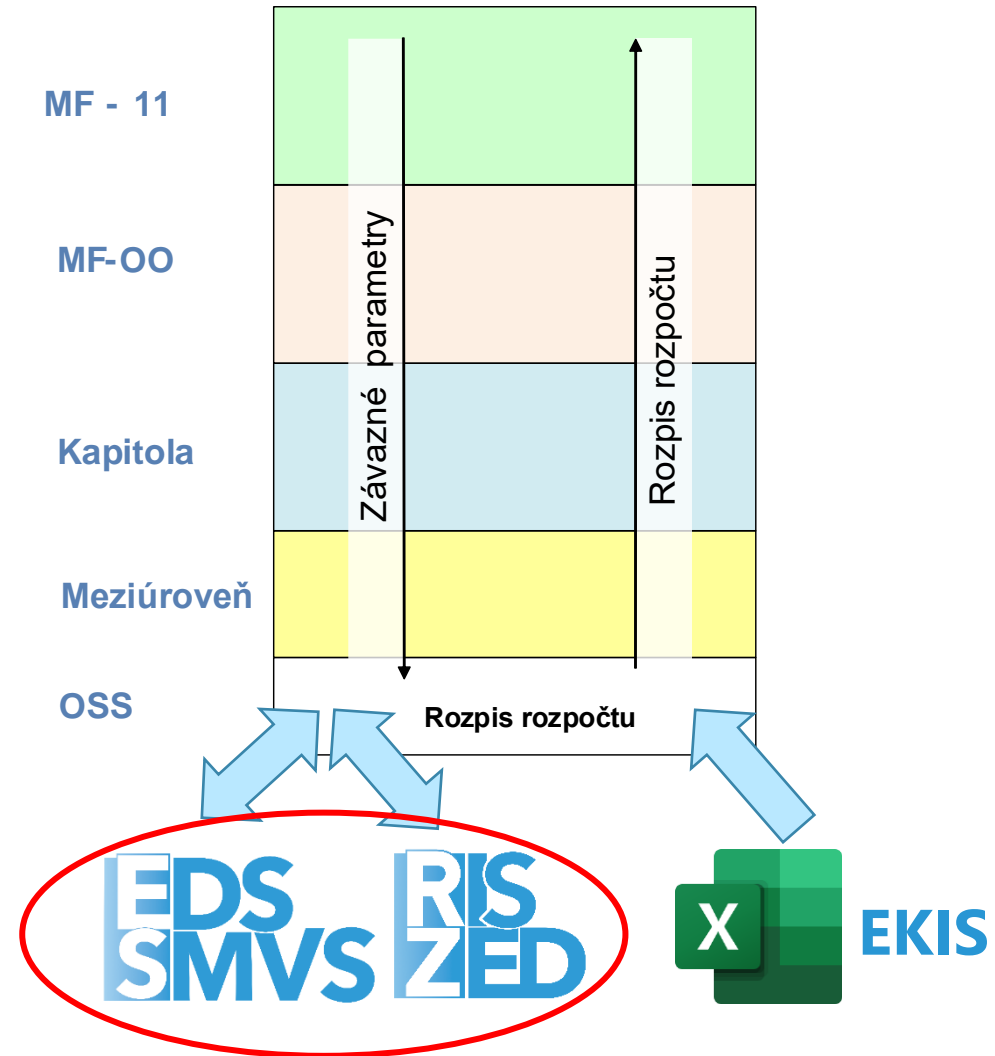 MF - 11
MF-OO
Kapitola
Meziúroveň
OSS
Závazné parametry
Rozpis rozpočtu
Rozpis rozpočtu
EDS
SMVS
RIS
ZED
X
EKIS